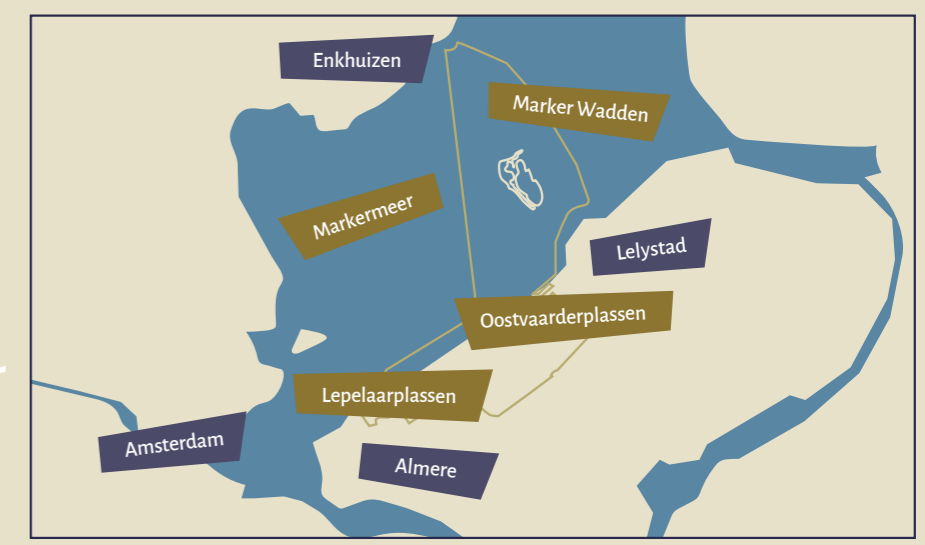 Enkhuizen
Marker Wadden
Markermeer
Lelystad
Oostvaarderplassen
Lepelaarplassen
Amsterdam
Almere